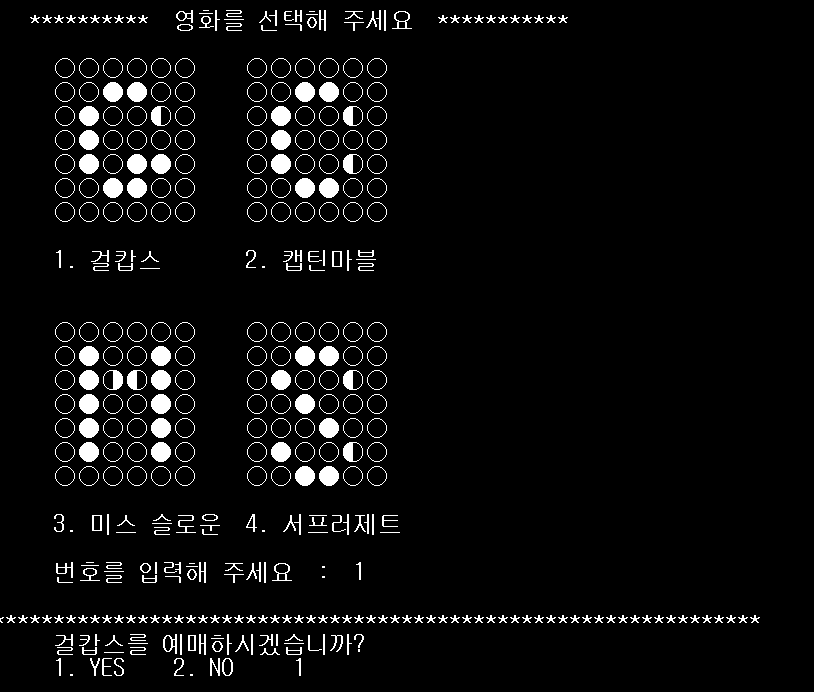 ********** 영화를 선택해 주세요 ***********
1. 걸캅스 2. 캡틴마블
3. 미스 슬로운 4. 서프러제트
번호를 입력해 주세요 : 1
****************************************************************
걸캅스를 예매하시겠습니까?
1. YES 2. NO 1